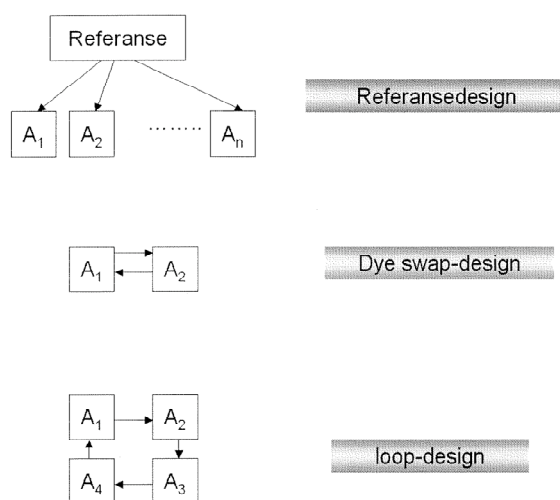 Referanse
Referansedesign
A₁ A₂ ........ Aₙ
A₁ A₂
Dye swap-design
A₁ A₂
loop-design
A₄ A₃